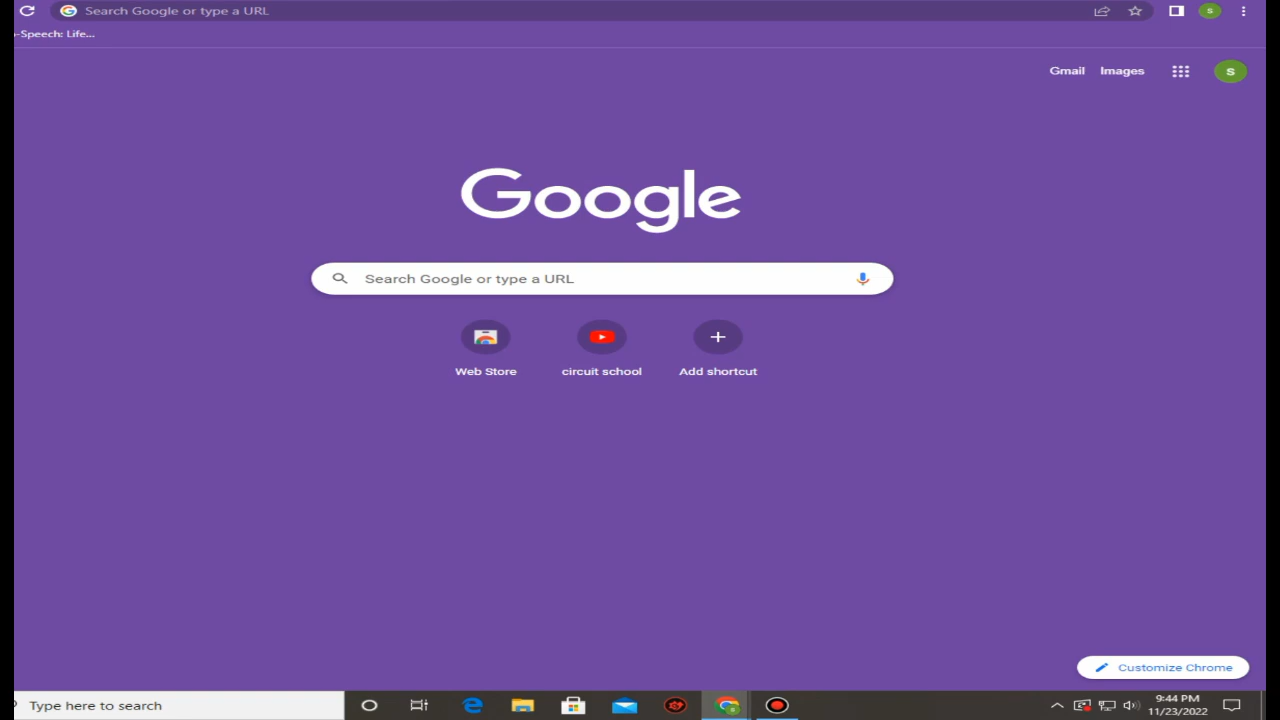 Search Google or type a URL
-Speech: Life...
Gmail Images
S
Google
Search Google or type a URL
Web Store circuit school Add shortcut
Customize Chrome
Type here to search
9:44 PM
11/23/2022